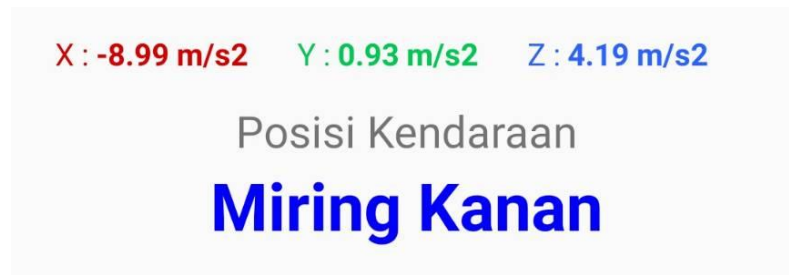 X : -8.99 m/s2 Y : 0.93 m/s2 Z : 4.19 m/s2
Posisi Kendaraan
Miring Kanan